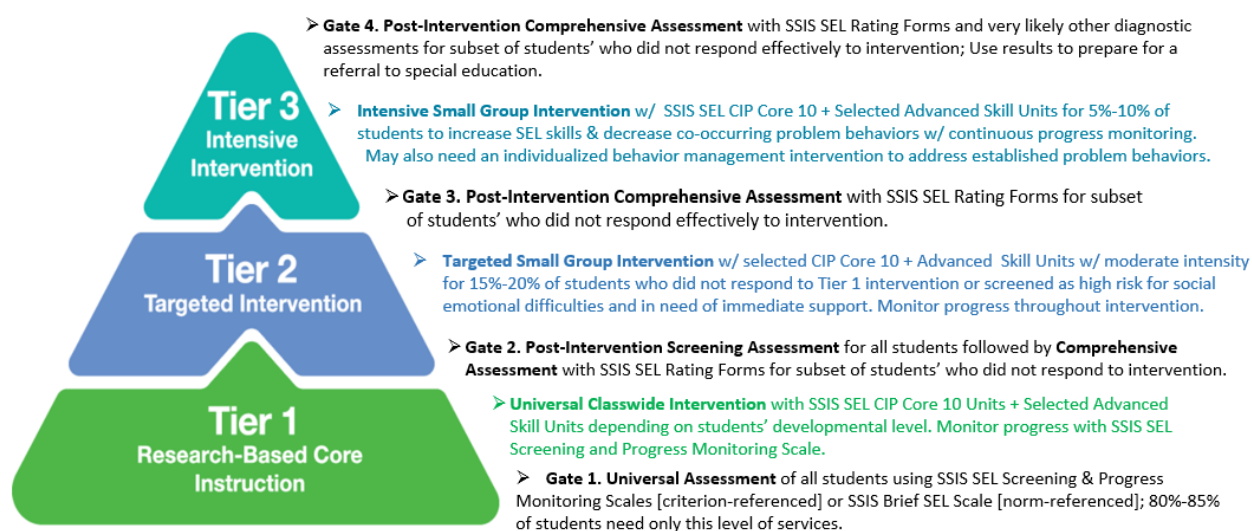 ➢ Gate 4. Post-Intervention Comprehensive Assessment with SSIS SEL Rating Forms and very likely other diagnostic
assessments for subset of students’ who did not respond effectively to intervention; Use results to prepare for a
referral to special education.
Tier 3
Intensive
Intervention
➢ Intensive Small Group Intervention w/ SSIS SEL CIP Core 10 + Selected Advanced Skill Units for 5%-10% of
students to increase SEL skills & decrease co-occurring problem behaviors w/ continuous progress monitoring.
May also need an individualized behavior management intervention to address established problem behaviors.
➢ Gate 3. Post-Intervention Comprehensive Assessment with SSIS SEL Rating Forms for subset
of students’ who did not respond effectively to intervention.
Tier 2
Targeted Intervention
➢ Targeted Small Group Intervention w/ selected CIP Core 10 + Advanced Skill Units w/ moderate intensity
for 15%-20% of students who did not respond to Tier 1 intervention or screened as high risk for social
emotional difficulties and in need of immediate support. Monitor progress throughout intervention.
➢ Gate 2. Post-Intervention Screening Assessment for all students followed by Comprehensive
Assessment with SSIS SEL Rating Forms for subset of students’ who did not respond to intervention.
Tier 1
Research-Based Core
Instruction
➢ Universal Classwide Intervention with SSIS SEL CIP Core 10 Units + Selected Advanced
Skill Units depending on students’ developmental level. Monitor progress with SSIS SEL
Screening and Progress Monitoring Scale.
➢ Gate 1. Universal Assessment of all students using SSIS SEL Screening & Progress
Monitoring Scales [criterion-referenced] or SSIS Brief SEL Scale [norm-referenced]; 80%-85%
of students need only this level of services.